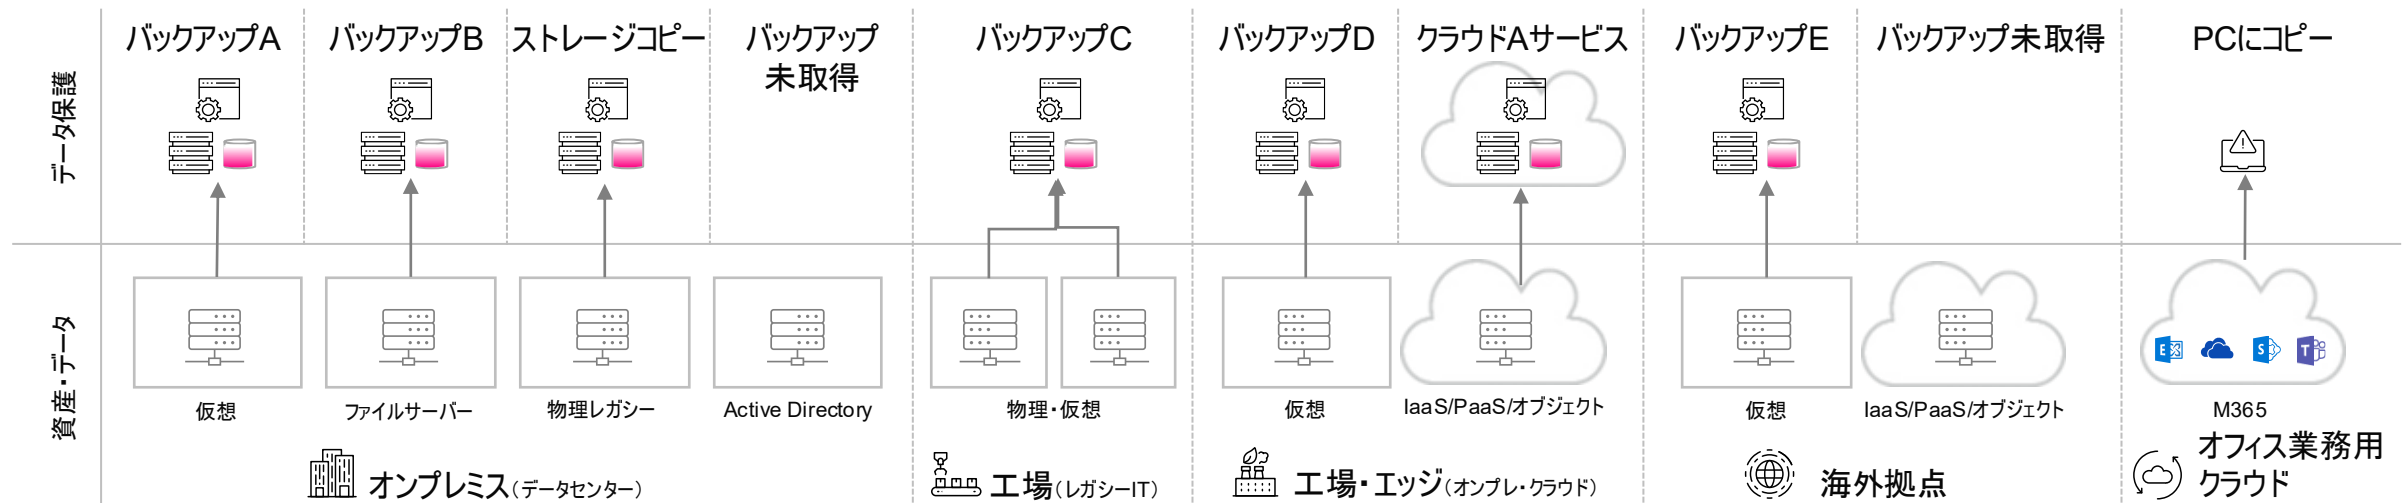 バックアップA
バックアップB
ストレージコピー
バックアップ
未取得
バックアップC
バックアップD
クラウドAサービス
バックアップE
バックアップ未取得
PCにコピー
データ保護
資産・データ
仮想
ファイルサーバー
物理レガシー
Active Directory
物理・仮想
仮想
IaaS/PaaS/オブジェクト
仮想
IaaS/PaaS/オブジェクト
E
S
T
M365
オンプレミス(データセンター)
工場(レガシーIT)
工場・エッジ(オンプレ・クラウド)
海外拠点
オフィス業務用
クラウド